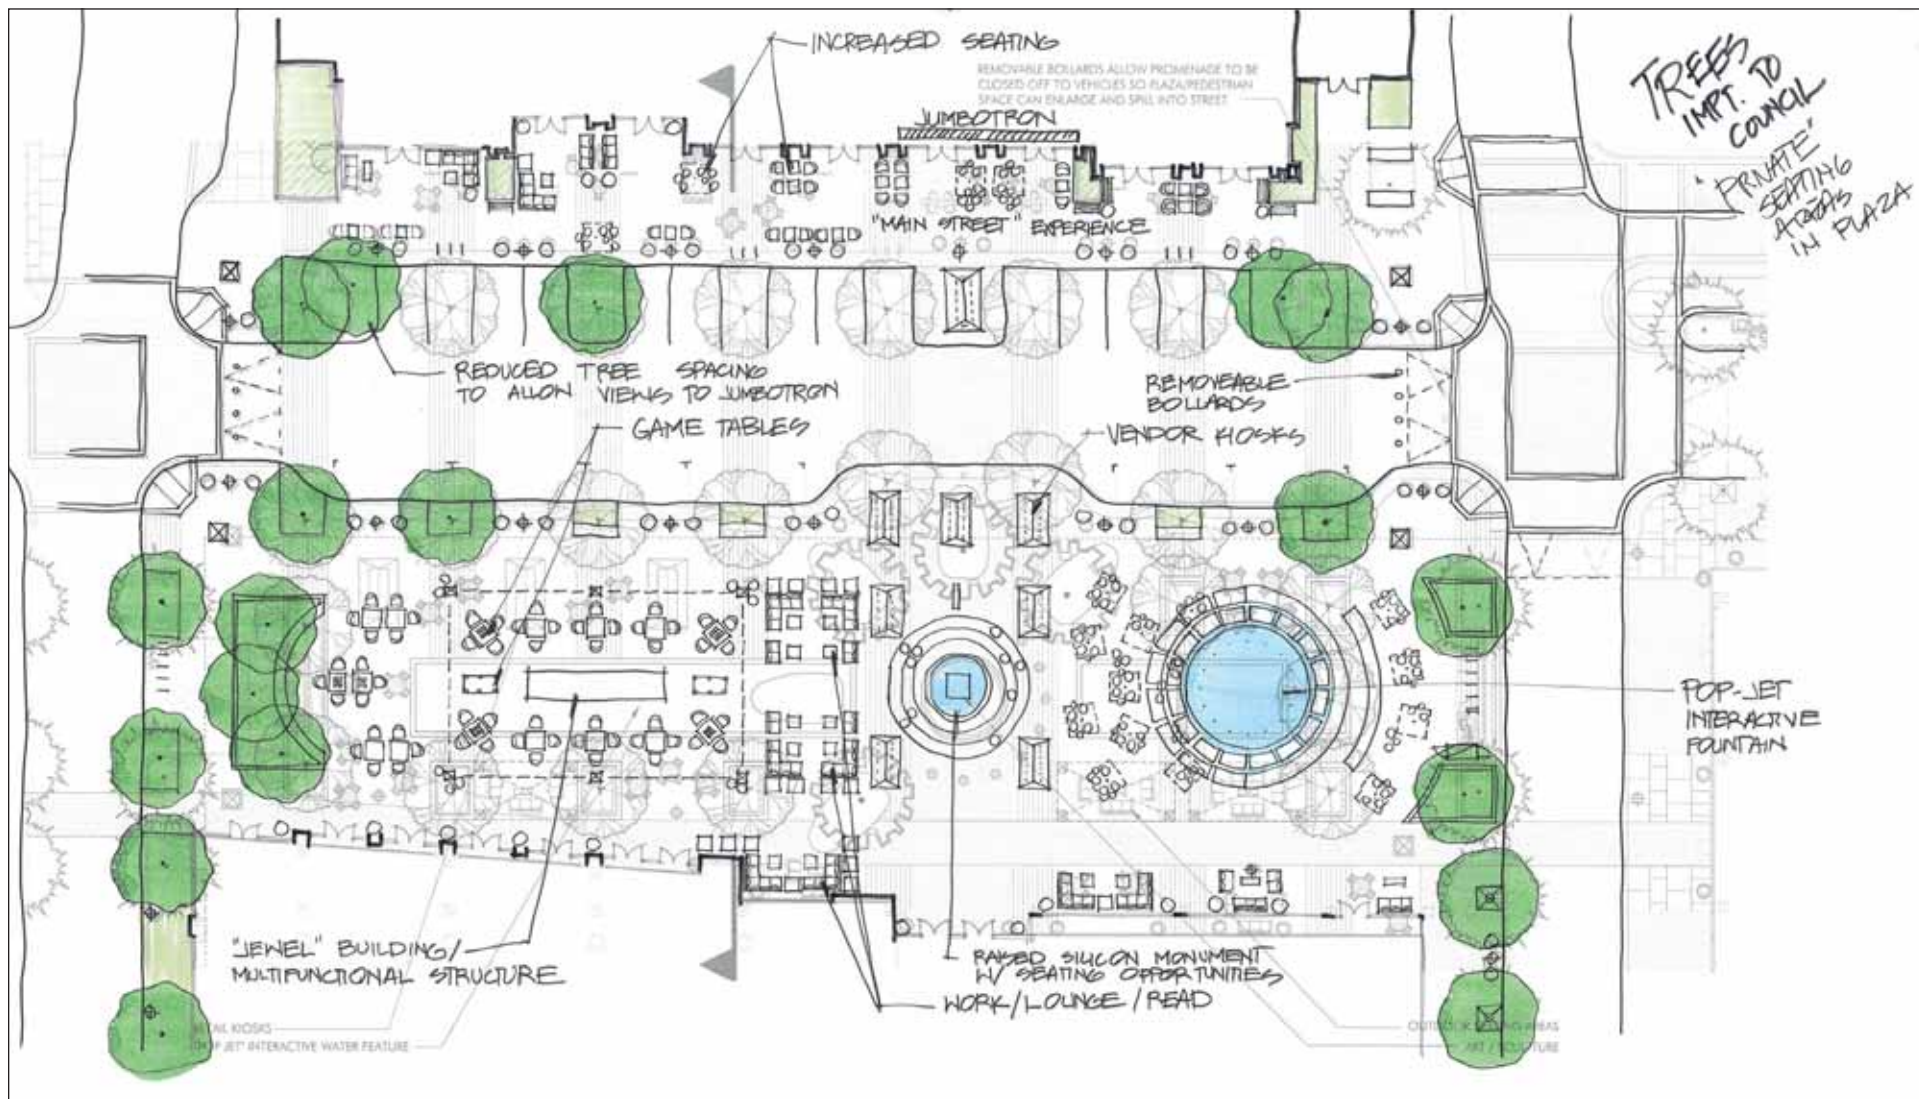 INCREASED SEATING
REMOVABLE BOLLARDS ALLOW PROMENADE TO BE
CLOSED OFF TO VEHICLES SO PLAZA/PEDESTRIAN
SPACE CAN ENLARGE AND SPILL INTO STREET
JUMBOTRON
TREES
IMPT. TO
COUNCIL
"PRIVATE"
SEATING
AREAS
IN PLAZA
"MAIN STREET" EXPERIENCE
REDUCED TREE SPACING
TO ALLOW VIEWS TO JUMBOTRON
REMOVEABLE
BOLLARDS
GAME TABLES
VENDOR KIOSKS
POP-JET
INTERACTIVE
FOUNTAIN
"JEWEL" BUILDING/
MULTIFUNCTIONAL STRUCTURE
RAISED SILICON MONUMENT
W/ SEATING OPPORTUNITIES
WORK/LOUNGE/READ
KIOSKS
JET" INTERACTIVE WATER FEATURE
AREAS
ART / SCULPTURE